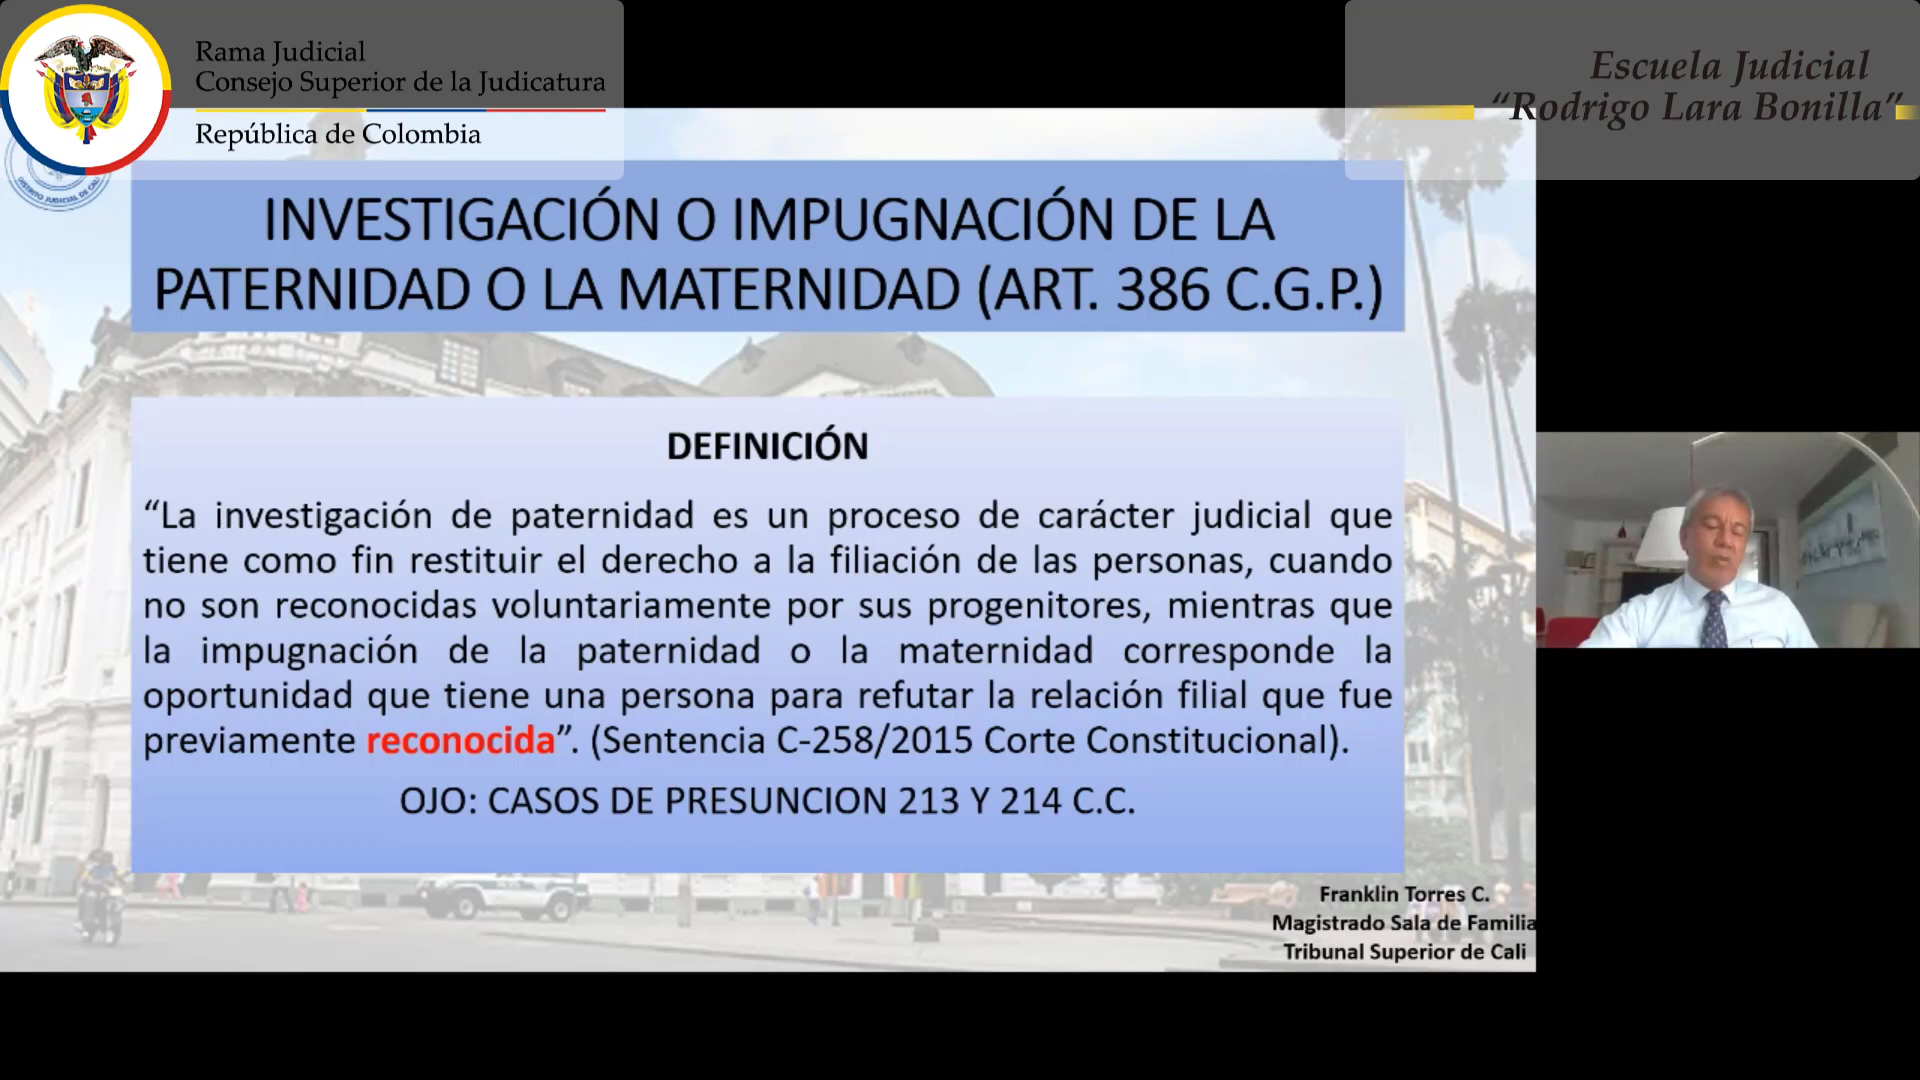 Rama Judicial
Consejo Superior de la Judicatura
República de Colombia
Escuela Judicial
“Rodrigo Lara Bonilla”
DISTRITO JUDICIAL DE CALI
INVESTIGACIÓN O IMPUGNACIÓN DE LA
PATERNIDAD O LA MATERNIDAD (ART. 386 C.G.P.)
DEFINICIÓN
“La investigación de paternidad es un proceso de carácter judicial que
tiene como fin restituir el derecho a la filiación de las personas, cuando
no son reconocidas voluntariamente por sus progenitores, mientras que
la impugnación de la paternidad o la maternidad corresponde la
oportunidad que tiene una persona para refutar la relación filial que fue
previamente reconocida”. (Sentencia C-258/2015 Corte Constitucional).
OJO: CASOS DE PRESUNCION 213 Y 214 C.C.
Franklin Torres C.
Magistrado Sala de Familia
Tribunal Superior de Cali